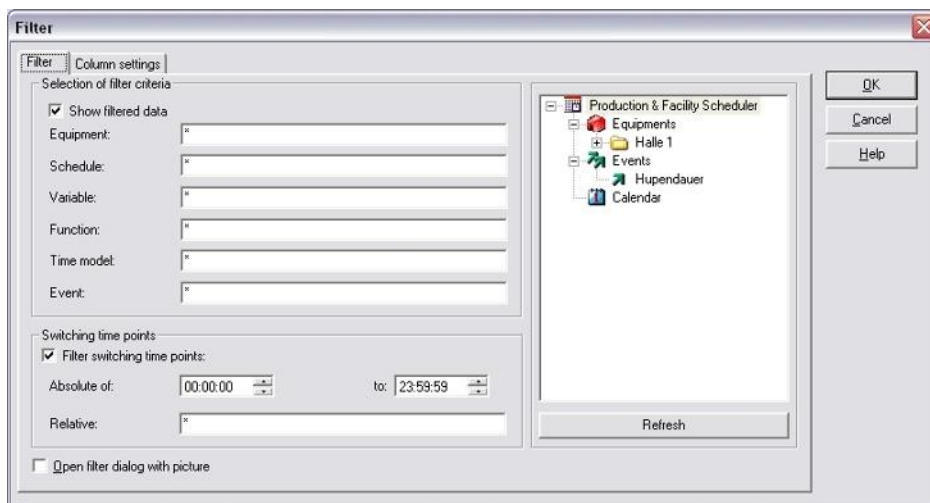 Filter
Filter Column settings
Selection of filter criteria
Show filtered data
Equipment: *
Schedule: *
Variable: *
Function: *
Time model: *
Event: *
Switching time points
Filter switching time points:
Absolute of: 00:00:00 to: 23:59:59
Relative: *
Open filter dialog with picture
Production & Facility Scheduler
Equipments
Halle 1
Events
Hupendauer
Calendar
Refresh
OK
Cancel
Help